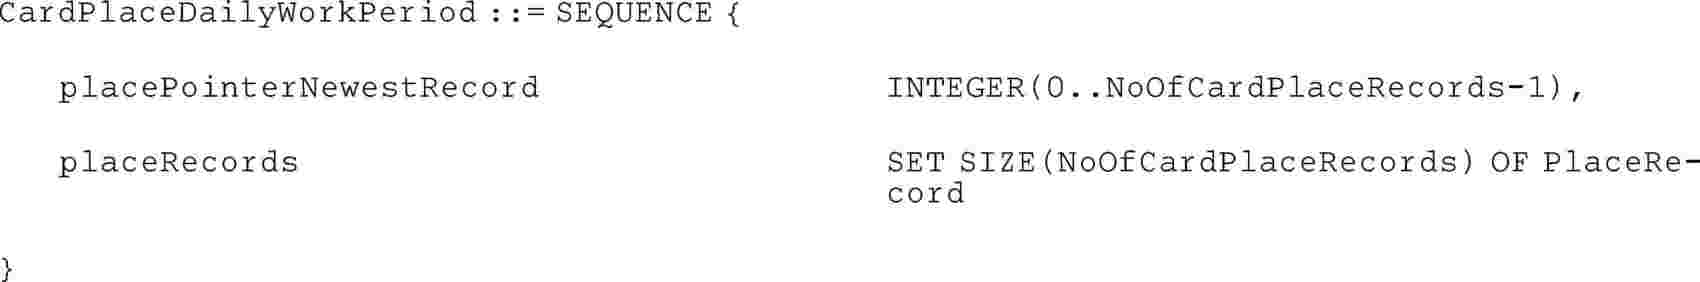 CardPlaceDailyWorkPeriod ::= SEQUENCE {
placePointerNewestRecord INTEGER(0..NoOfCardPlaceRecords-1),
placeRecords SET SIZE(NoOfCardPlaceRecords) OF PlaceRe-
cord
}